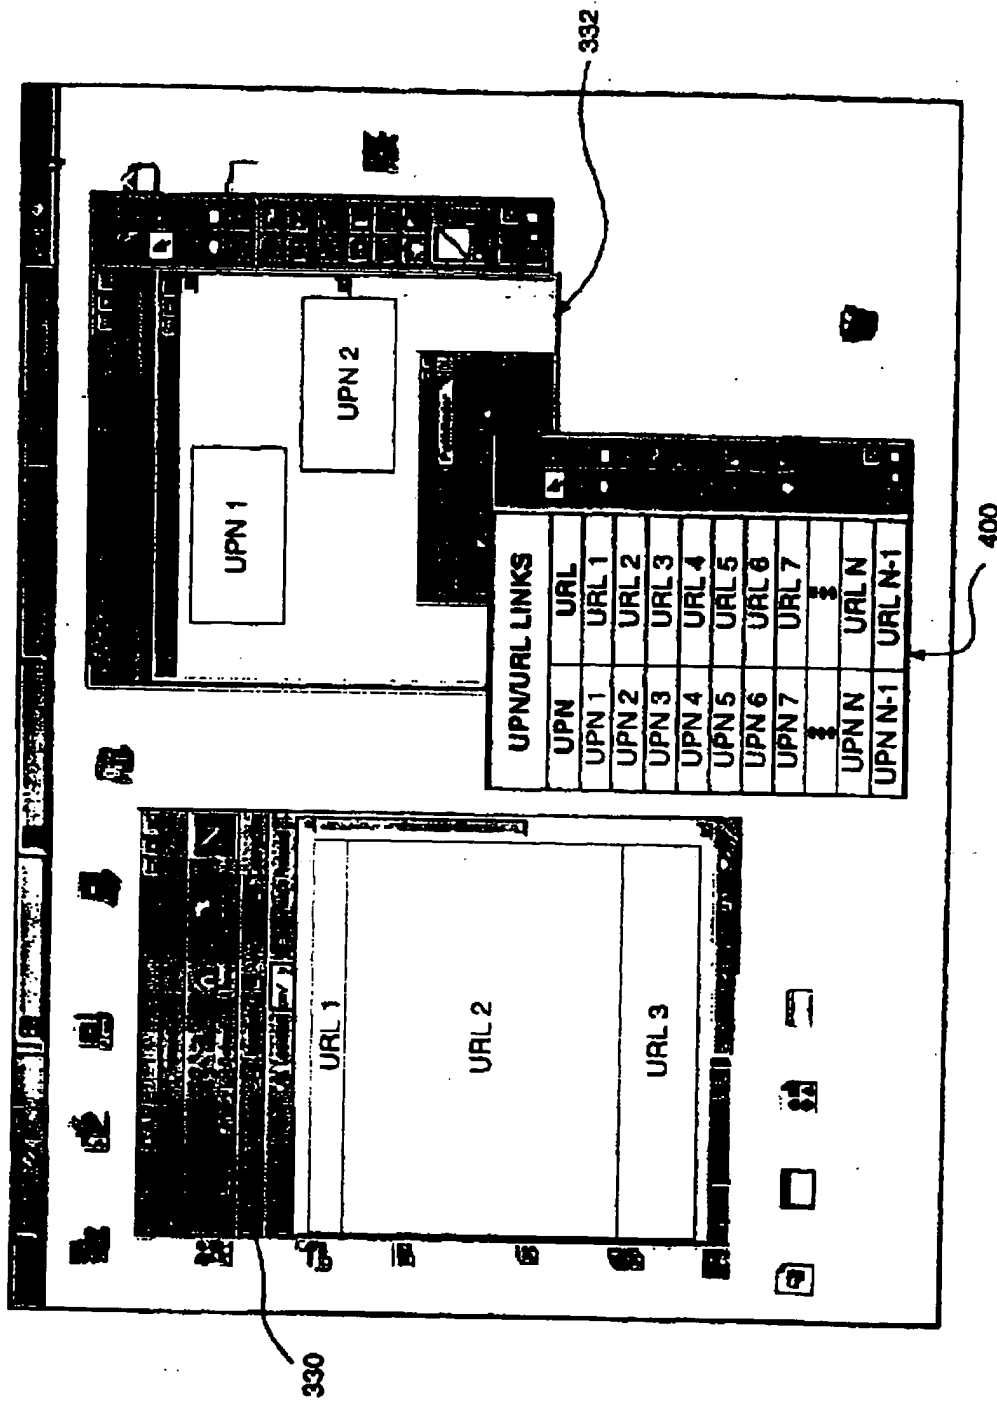 332
UPN 1
UPN 2
UPN/URL LINKS
UPN URL
UPN 1 URL 1
UPN 2 URL 2
UPN 3 URL 3
UPN 4 URL 4
UPN 5 URL 5
UPN 6 URL 6
UPN 7 URL 7
••• •••
UPN N URL N
UPN N-1 URL N-1
400
URL 1
URL 2
URL 3
330